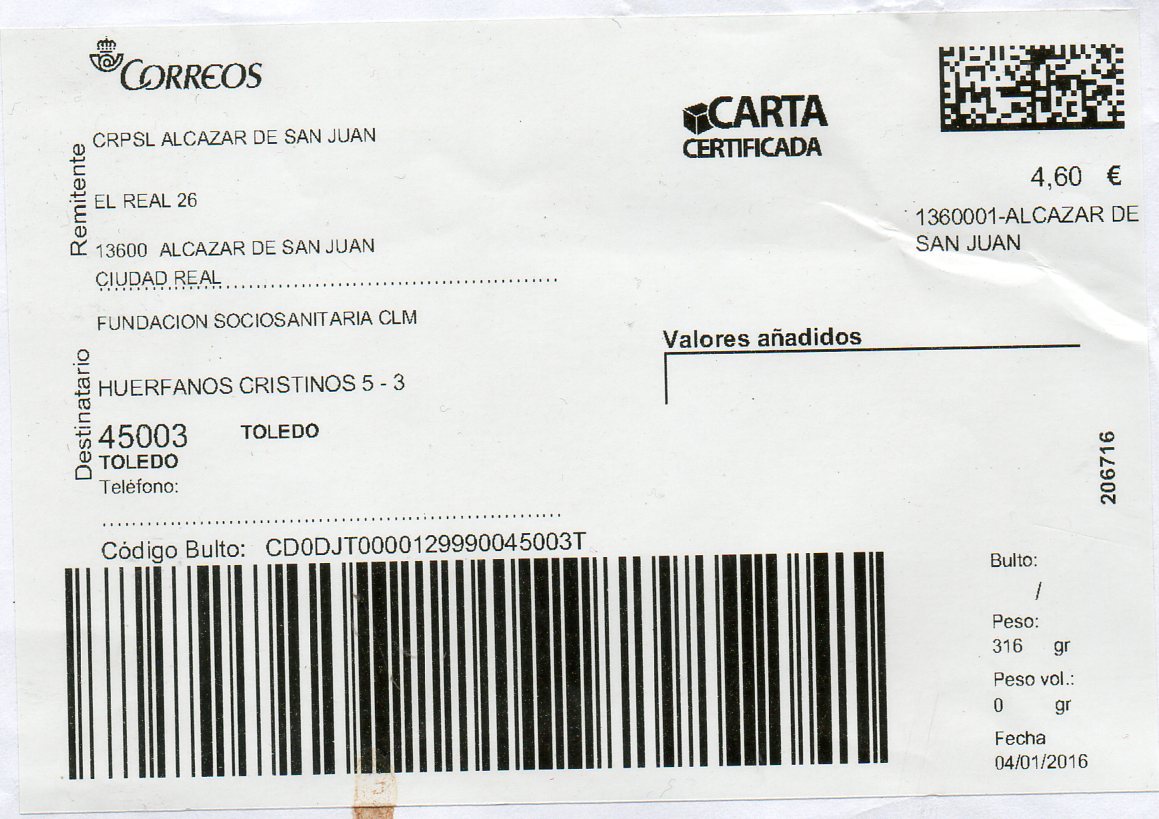 CORREOS
CARTA
CERTIFICADA
4,60 €
1360001-ALCAZAR DE
SAN JUAN
Remitente
CRPSL ALCAZAR DE SAN JUAN
EL REAL 26
13600 ALCAZAR DE SAN JUAN
CIUDAD REAL
Destinatario
FUNDACION SOCIOSANITARIA CLM
HUERFANOS CRISTINOS 5 - 3
45003 TOLEDO
TOLEDO
Teléfono:
Valores añadidos
206716
Código Bulto: CD0DJT0000129990045003T
Bulto:
/
Peso:
316 gr
Peso vol.:
0 gr
Fecha
04/01/2016